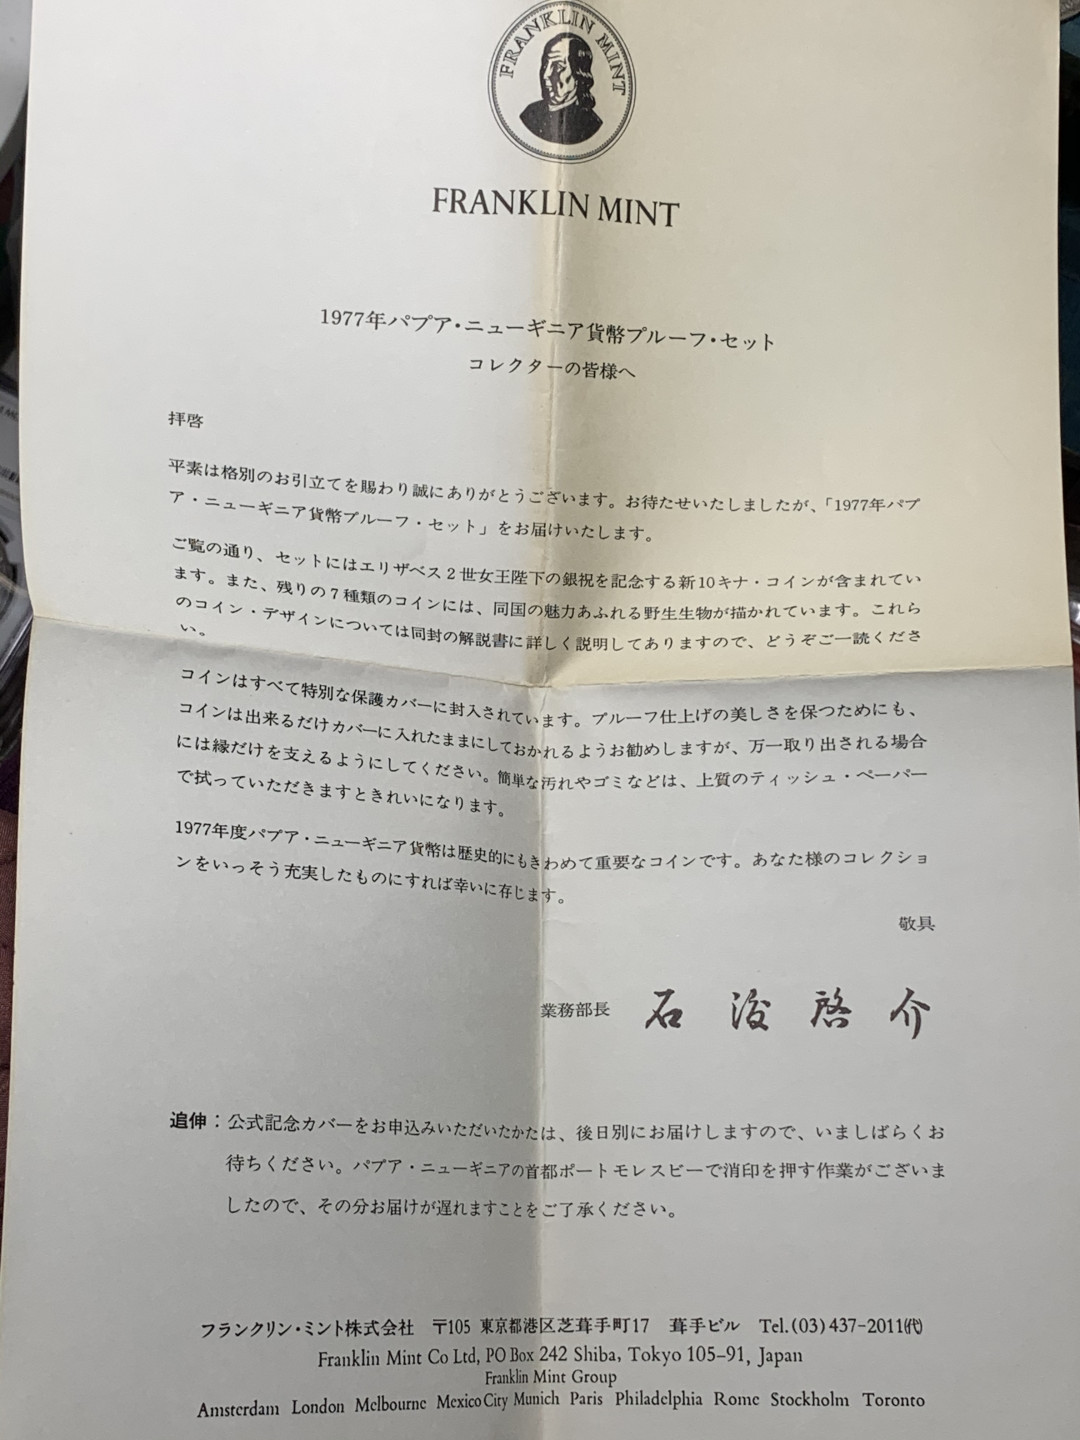 FRANKLIN MINT
FRANKLIN MINT
1977年パプア・ニューギニア貨幣プルーフ・セット
コレクターの皆様へ
拝啓
平素は格別のお引立てを賜わり誠にありがとうございます。お待たせいたしましたが、「1977年パプ
ア・ニューギニア貨幣プルーフ・セット」をお届けいたします。
ご覧の通り、セットにはエリザベス2世女王陛下の銀祝を記念する新10キナ・コインが含まれてい
ます。また、残りの7種類のコインには、同国の魅力あふれる野生生物が描かれています。これら
のコイン・デザインについては同封の解説書に詳しく説明してありますので、どうぞご一読くださ
い。
コインはすべて特別な保護カバーに封入されています。プルーフ仕上げの美しさを保つためにも、
コインは出来るだけカバーに入れたままにしておかれるようお勧めしますが、万一取り出される場合
には縁だけを支えるようにしてください。簡単な汚れやゴミなどは、上質のティッシュ・ペーパー
で拭っていただきますときれいになります。
1977年度パプア・ニューギニア貨幣は歴史的にもきわめて重要なコインです。あなた様のコレクショ
ンをいっそう充実したものにすれば幸いに存じます。
敬具
業務部長 石 啓 介
追伸：公式記念カバーをお申込みいただいたかたは、後日別にお届けしますので、いましばらくお
待ちください。パプア・ニューギニアの首都ポートモレスビーで消印を押す作業がございま
したので、その分お届けが遅れますことをご了承ください。
フランクリン・ミント株式会社 〒105 東京都港区芝葺手町17 葺手ビル Tel.(03)437-2011㈹
Franklin Mint Co Ltd, PO Box 242 Shiba, Tokyo 105-91, Japan
Franklin Mint Group
Amsterdam London Melbourne Mexico City Munich Paris Philadelphia Rome Stockholm Toronto